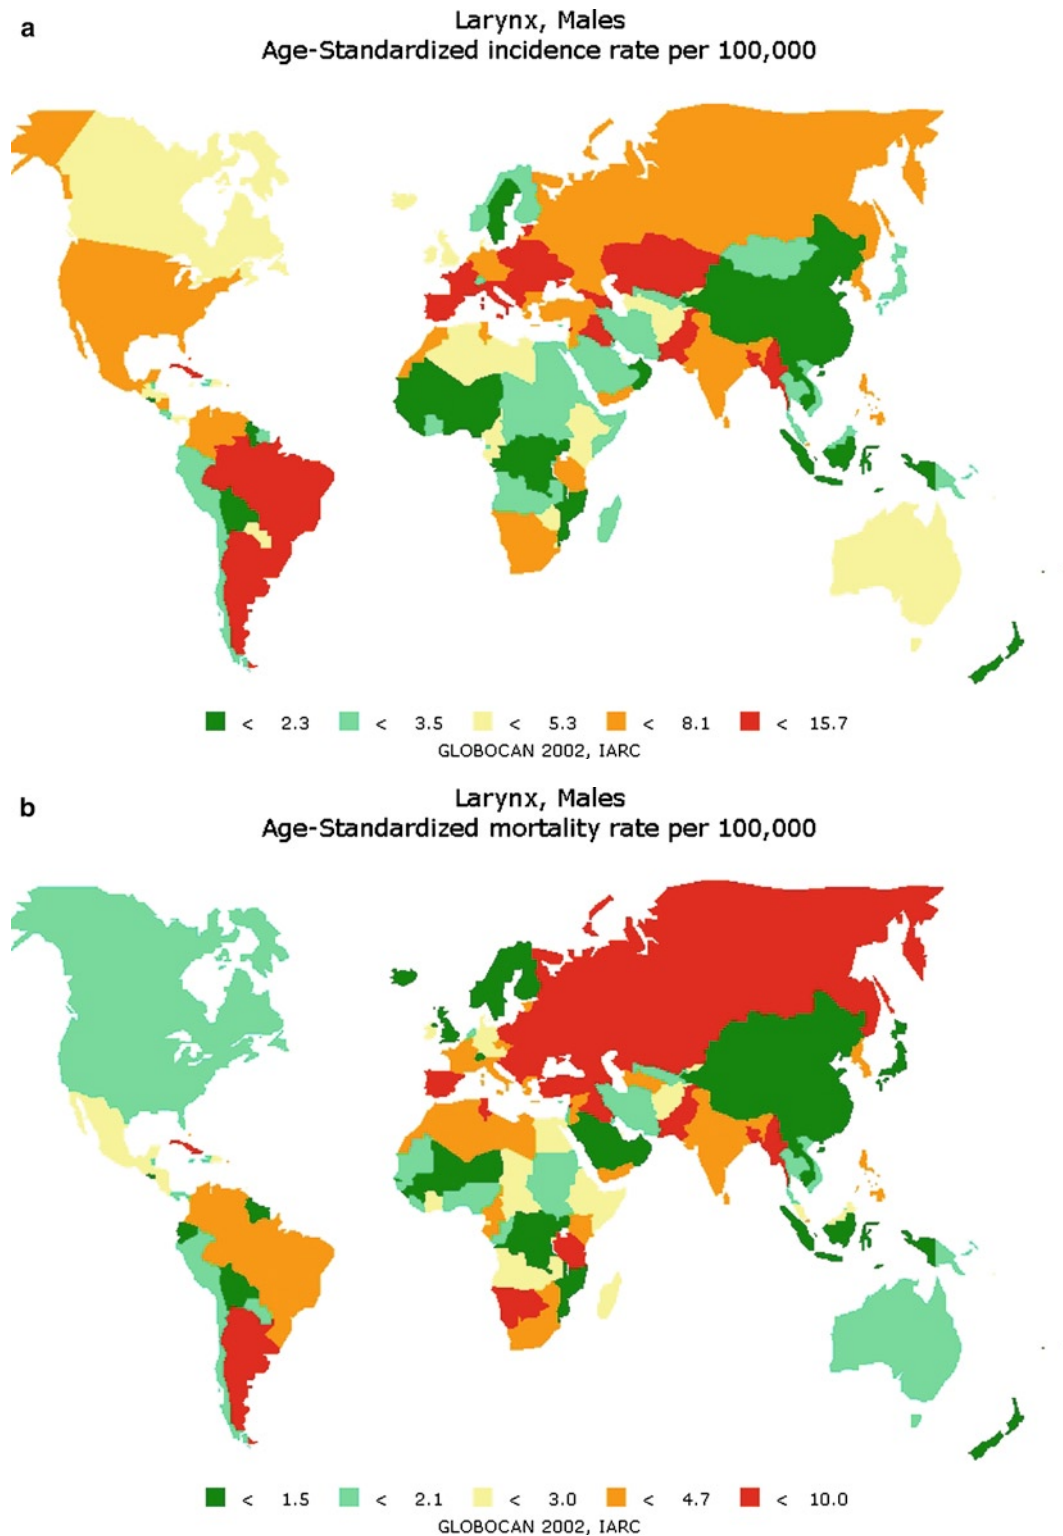 a
Larynx, Males
Age-Standardized incidence rate per 100,000
< 2.3 < 3.5 < 5.3 < 8.1 < 15.7
GLOBOCAN 2002, IARC
b
Larynx, Males
Age-Standardized mortality rate per 100,000
< 1.5 < 2.1 < 3.0 < 4.7 < 10.0
GLOBOCAN 2002, IARC